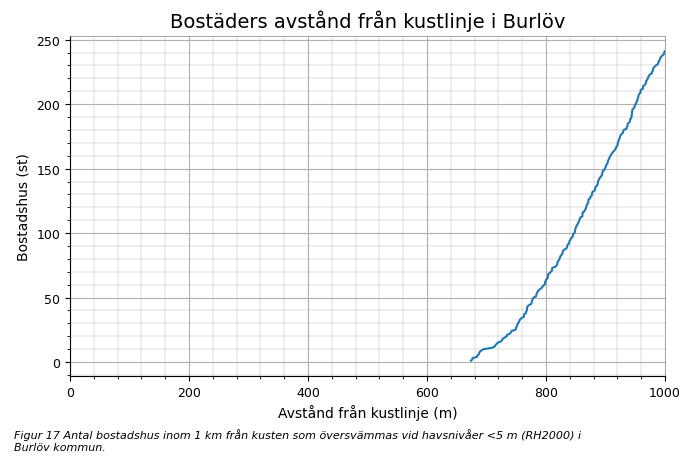 Bostäders avstånd från kustlinje i Burlöv
250
200
150
100
50
0
Bostadshus (st)
0 200 400 600 800 1000
Avstånd från kustlinje (m)
Figur 17 Antal bostadshus inom 1 km från kusten som översvämmas vid havsnivåer <5 m (RH2000) i
Burlöv kommun.